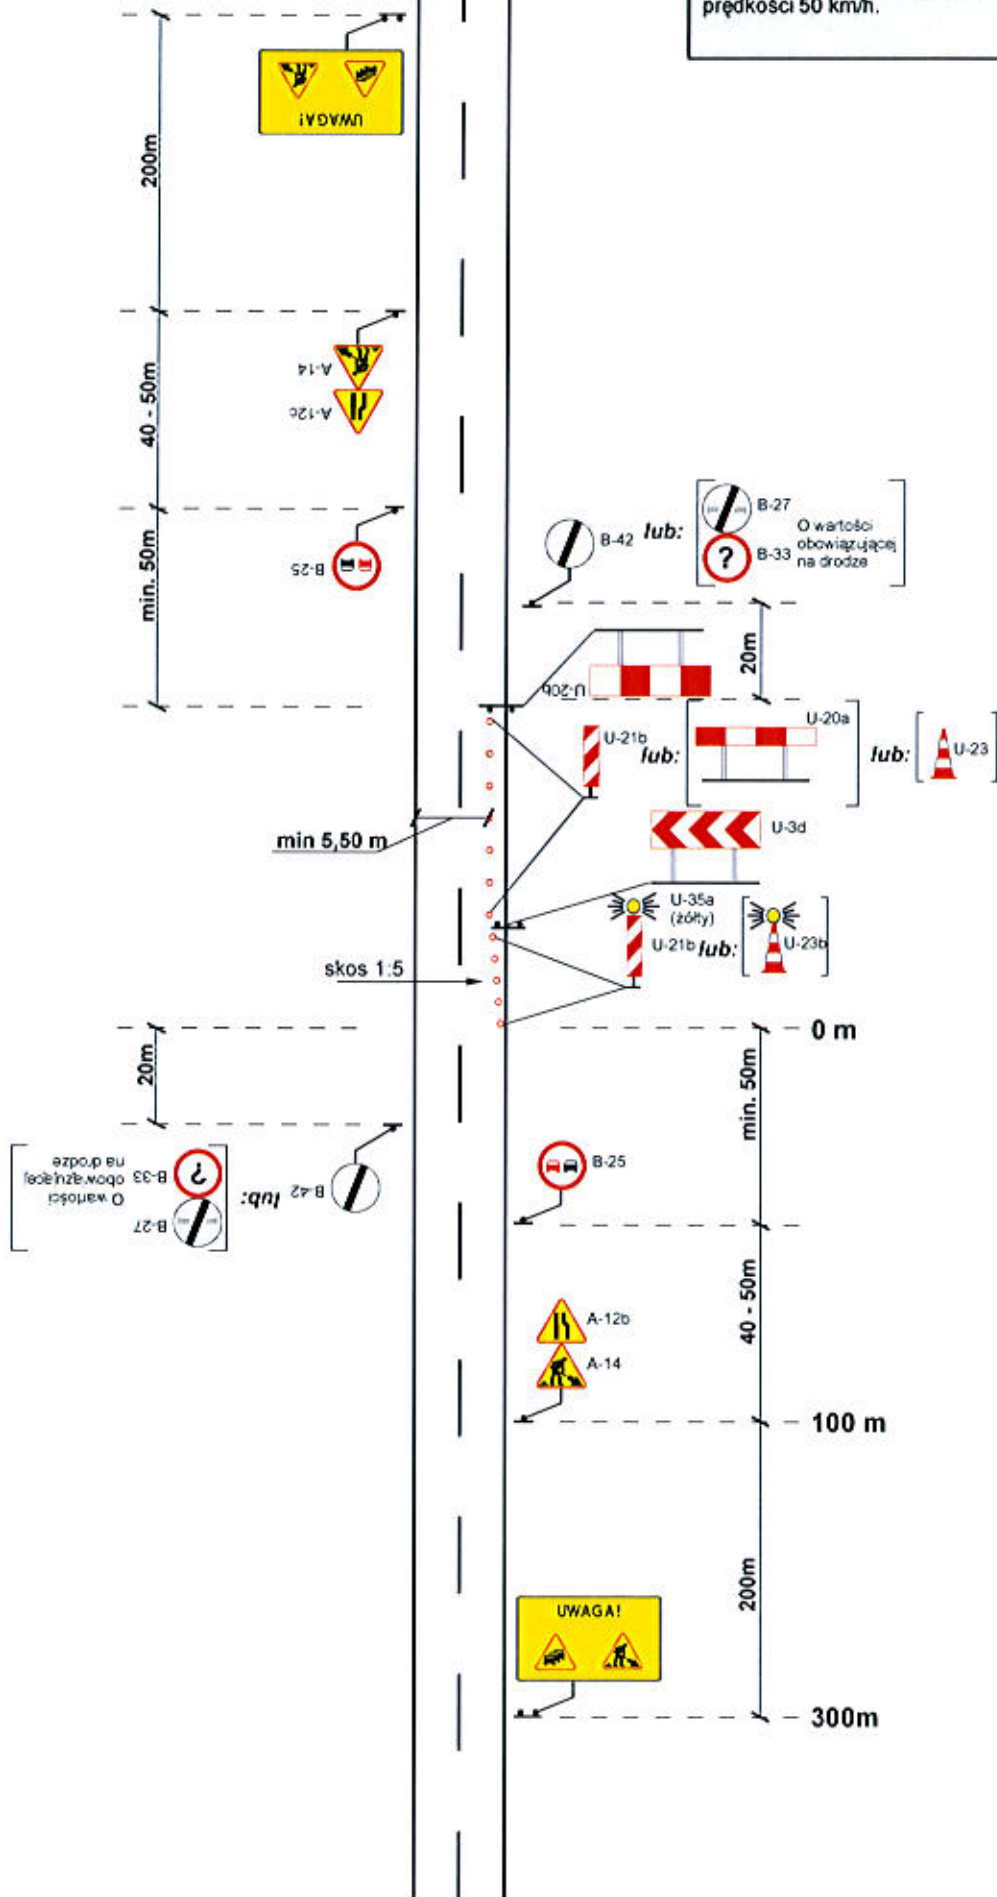 prędkości 50 km/h.
UWAGA!
200m
A-14
A-12c
40 - 50m
B-25
min. 50m
B-42
lub:
B-27
B-33
O wartości
obowiązującej
na drodze
20m
U-20b
U-21b
lub:
U-20a
lub:
U-23
U-3d
min 5,50 m
U-35a
(żółty)
U-21b
lub:
U-23b
skos 1:5
0 m
20m
min. 50m
B-25
B-42
lub:
B-33
B-27
O wartości
obowiązującej
na drodze
40 - 50m
A-12b
A-14
100 m
200m
UWAGA!
300m